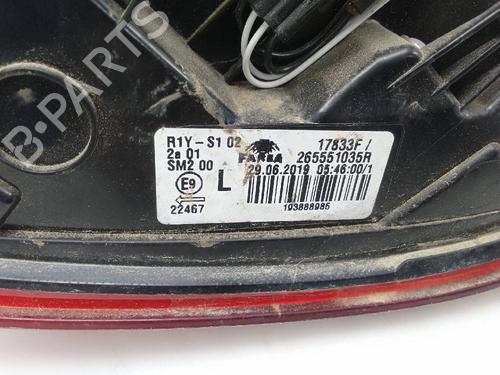 R1Y-S1 02
2a 01
SM2 00
E9
22467
L
FARBA
17833F/
265551035R
29.06.2019 05:46:00/1
193888985
B-PARTS